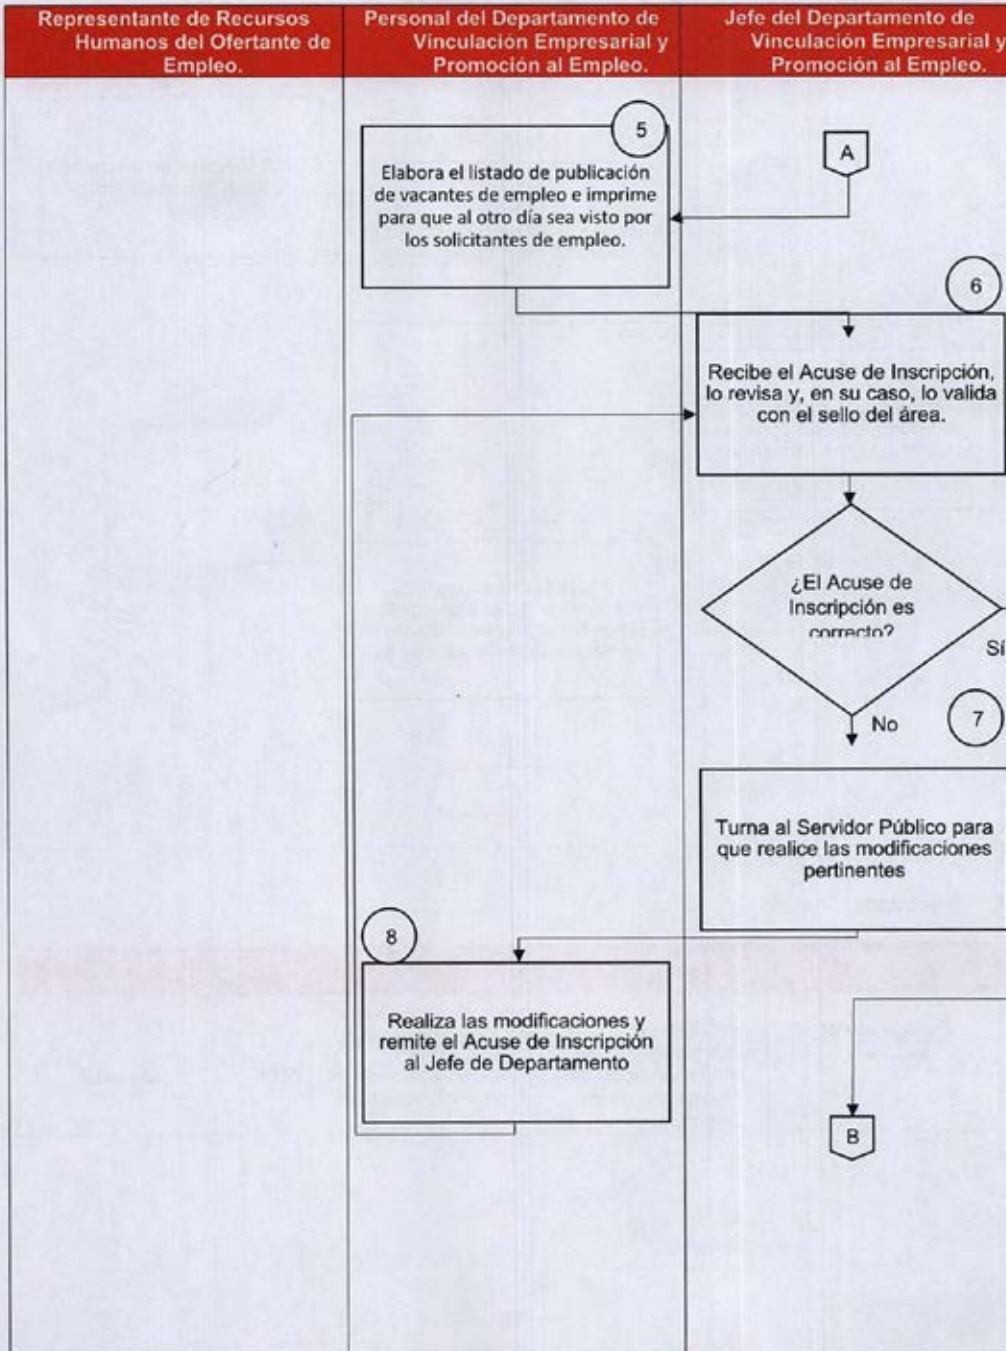 Representante de Recursos
Humanos del Ofertante de
Empleo.
Personal del Departamento de
Vinculación Empresarial y
Promoción al Empleo.
Jefe del Departamento de
Vinculación Empresarial y
Promoción al Empleo.
5
Elabora el listado de publicación
de vacantes de empleo e imprime
para que al otro día sea visto por
los solicitantes de empleo.
A
6
Recibe el Acuse de Inscripción,
lo revisa y, en su caso, lo valida
con el sello del área.
¿El Acuse de
Inscripción es
correcto?
Sí
No
7
Turna al Servidor Público para
que realice las modificaciones
pertinentes
8
Realiza las modificaciones y
remite el Acuse de Inscripción
al Jefe de Departamento
B